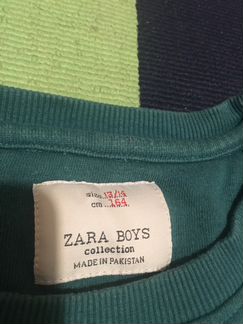 size 13/14
cm 164
ZARA BOYS
collection
MADE IN PAKISTAN